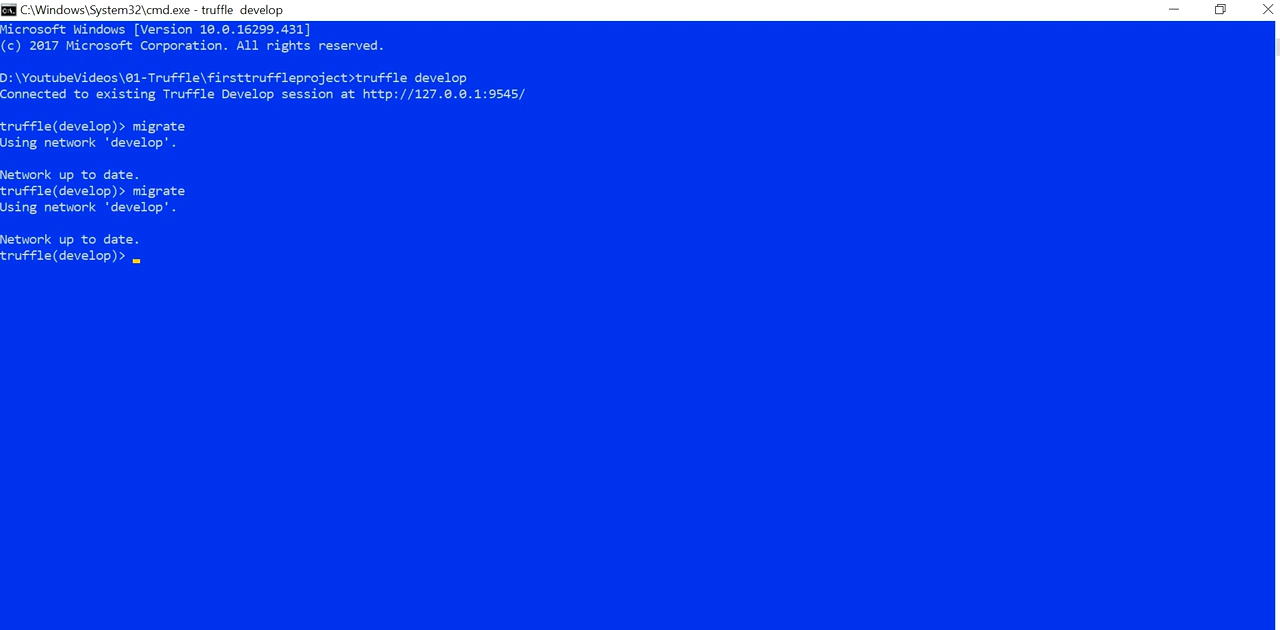 C:\Windows\System32\cmd.exe - truffle  develop
Microsoft Windows [Version 10.0.16299.431]
(c) 2017 Microsoft Corporation. All rights reserved.
D:\YoutubeVideos\01-Truffle\firsttruffleproject>truffle develop
Connected to existing Truffle Develop session at http://127.0.0.1:9545/
truffle(develop)> migrate
Using network 'develop'.
Network up to date.
truffle(develop)> migrate
Using network 'develop'.
Network up to date.
truffle(develop)>